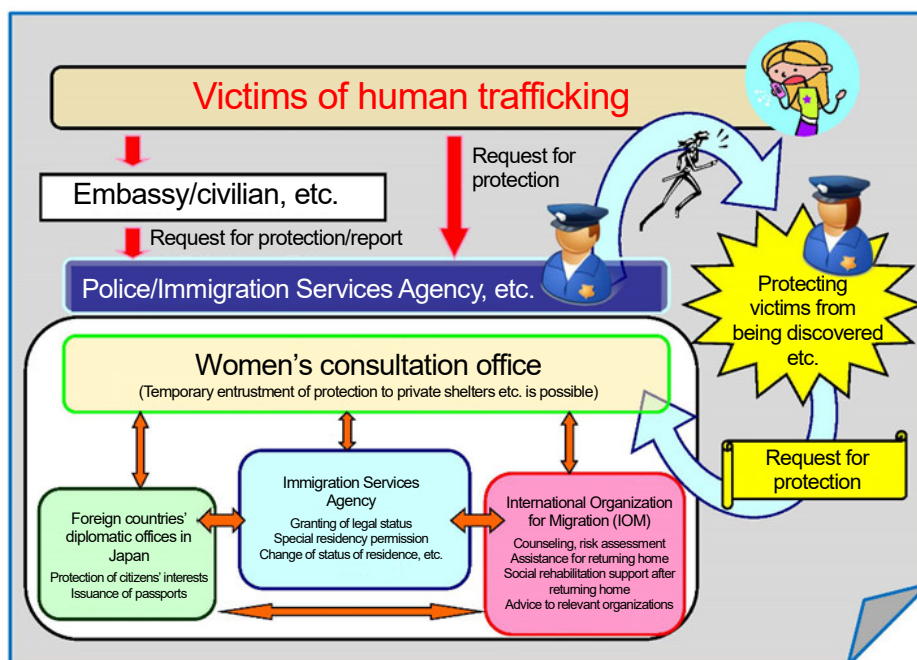 Victims of human trafficking
Request for
protection
Embassy/civilian, etc.
Request for protection/report
Police/Immigration Services Agency, etc.
Protecting
victims from
being discovered
etc.
Women’s consultation office
(Temporary entrustment of protection to private shelters etc. is possible)
Request for
protection
Foreign countries’
diplomatic offices in
Japan
Protection of citizens’ interests
Issuance of passports
Immigration Services
Agency
Granting of legal status
Special residency permission
Change of status of residence, etc.
International Organization
for Migration (IOM)
Counseling, risk assessment
Assistance for returning home
Social rehabilitation support after
returning home
Advice to relevant organizations